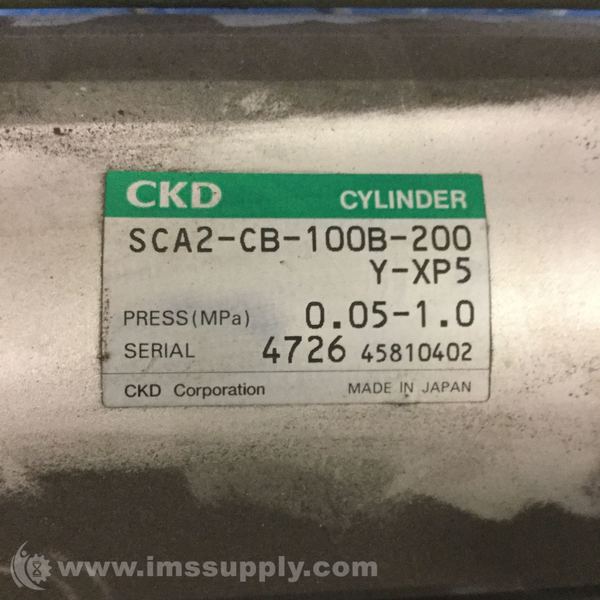 CKD CYLINDER
SCA2-CB-100B-200
Y-XP5
PRESS(MPa) 0.05-1.0
SERIAL 4726 45810402
CKD Corporation MADE IN JAPAN
www.imssupply.com